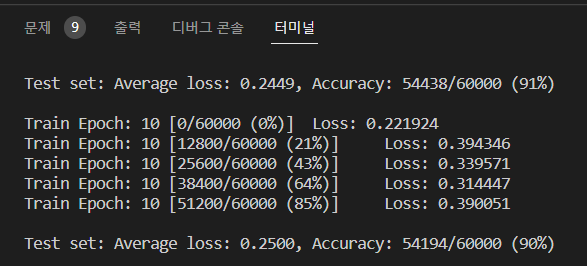 문제 9 출력 디버그 콘솔 터미널
Test set: Average loss: 0.2449, Accuracy: 54438/60000 (91%)
Train Epoch: 10 [0/60000 (0%)] Loss: 0.221924
Train Epoch: 10 [12800/60000 (21%)] Loss: 0.394346
Train Epoch: 10 [25600/60000 (43%)] Loss: 0.339571
Train Epoch: 10 [38400/60000 (64%)] Loss: 0.314447
Train Epoch: 10 [51200/60000 (85%)] Loss: 0.390051
Test set: Average loss: 0.2500, Accuracy: 54194/60000 (90%)